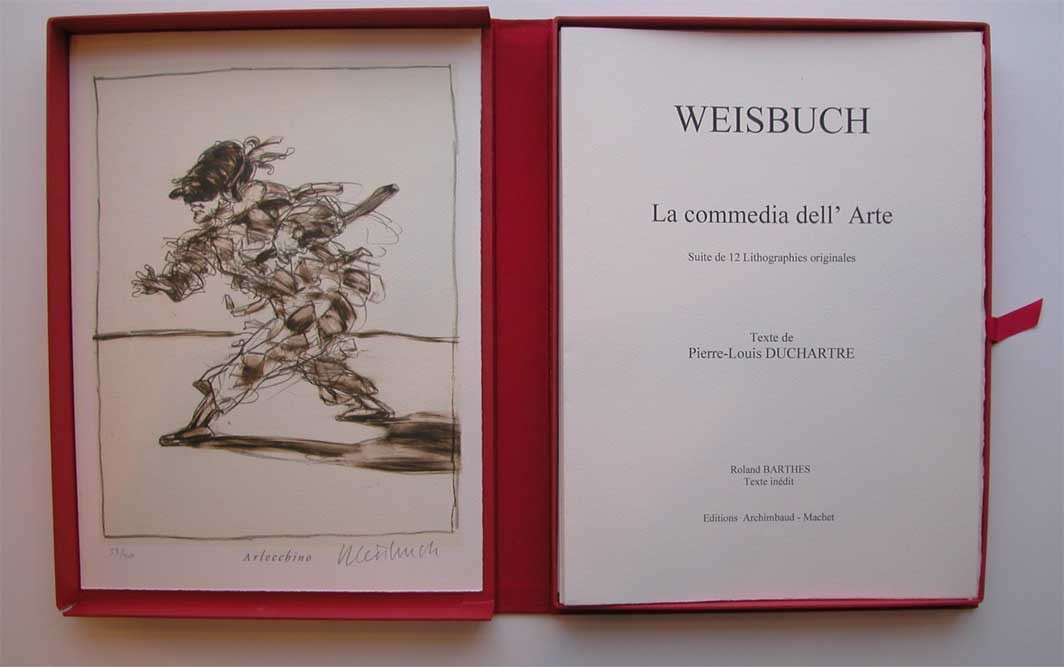 Arlecchino Weisbuch
WEISBUCH
La commedia dell' Arte
Suite de 12 Lithographies originales
Texte de
Pierre-Louis DUCHARTRE
Roland BARTHES
Texte inédit
Editions Archimbaud - Machet